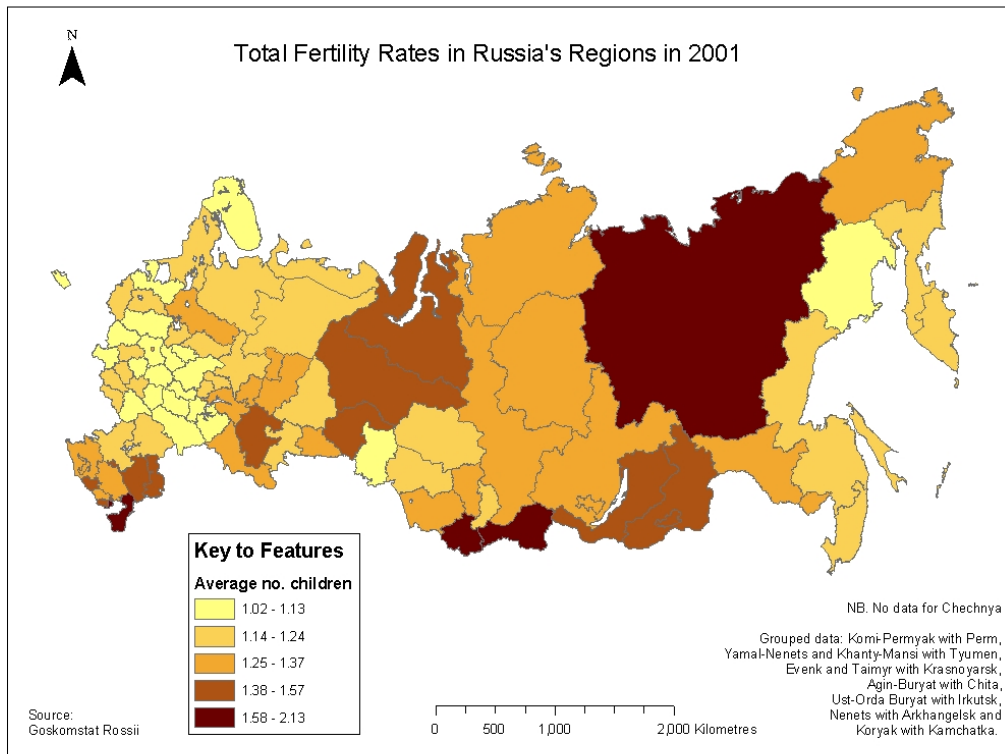 N
Total Fertility Rates in Russia's Regions in 2001
Key to Features
Average no. children
1.02 - 1.13
1.14 - 1.24
1.25 - 1.37
1.38 - 1.57
1.58 - 2.13
Source:
Goskomstat Rossii
0 500 1,000 2,000 Kilometres
NB. No data for Chechnya
Grouped data: Komi-Permyak with Perm,
Yamal-Nenets and Khanty-Mansi with Tyumen,
Evenk and Taimyr with Krasnoyarsk,
Agin-Buryat with Chita,
Ust-Orda Buryat with Irkutsk,
Nenets with Arkhangelsk and
Koryak with Kamchatka.